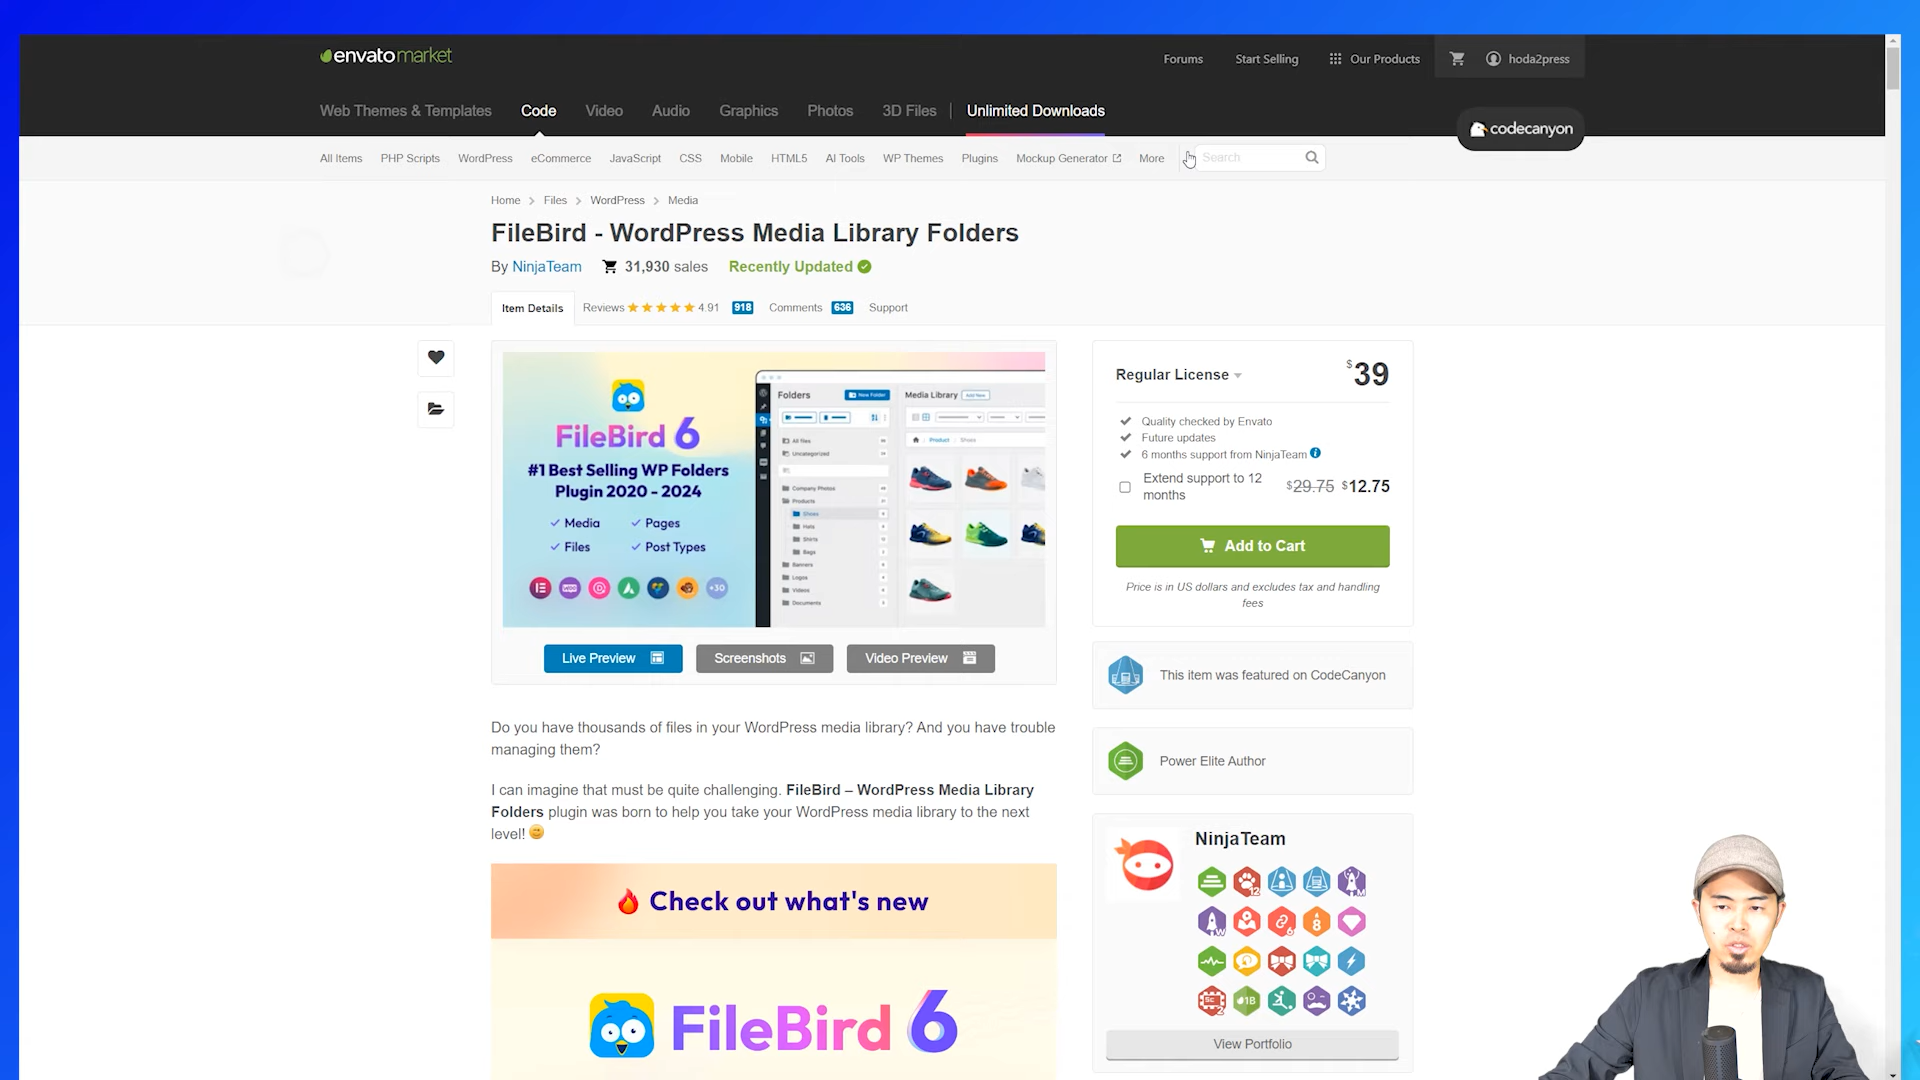 envatomarket
Forums
Start Selling
Our Products
hoda2press
Web Themes & Templates
Code
Video
Audio
Graphics
Photos
3D Files
Unlimited Downloads
codecanyon
All Items
PHP Scripts
WordPress
eCommerce
JavaScript
CSS
Mobile
HTML5
AI Tools
WP Themes
Plugins
Mockup Generator
More
Search
Home > Files > WordPress > Media
FileBird - WordPress Media Library Folders
By NinjaTeam 31,930 sales Recently Updated
Item Details
Reviews 4.91 918
Comments 636
Support
FileBird 6
#1 Best Selling WP Folders
Plugin 2020 - 2024
Media
Pages
Files
Post Types
woo
+30
Folders
New Folder
All files
Uncategorized
Company Photos
Products
Shoes
Hats
Shirts
Bags
Banners
Logos
Videos
Documents
Media Library
Add New
Product
Shoes
Live Preview
Screenshots
Video Preview
Regular License
$39
Quality checked by Envato
Future updates
6 months support from NinjaTeam
Extend support to 12
months
$29.75 $12.75
Add to Cart
Price is in US dollars and excludes tax and handling
fees
This item was featured on CodeCanyon
Power Elite Author
Do you have thousands of files in your WordPress media library? And you have trouble
managing them?
I can imagine that must be quite challenging. FileBird – WordPress Media Library
Folders plugin was born to help you take your WordPress media library to the next
level!
Check out what's new
FileBird 6
NinjaTeam
View Portfolio